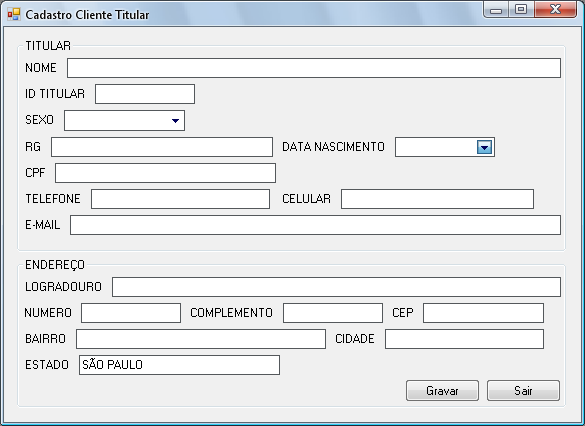 Cadastro Cliente Titular
TITULAR
NOME
ID TITULAR
SEXO
RG DATA NASCIMENTO
CPF
TELEFONE CELULAR
E-MAIL
ENDEREÇO
LOGRADOURO
NUMERO COMPLEMENTO CEP
BAIRRO CIDADE
ESTADO SÃO PAULO
Gravar Sair